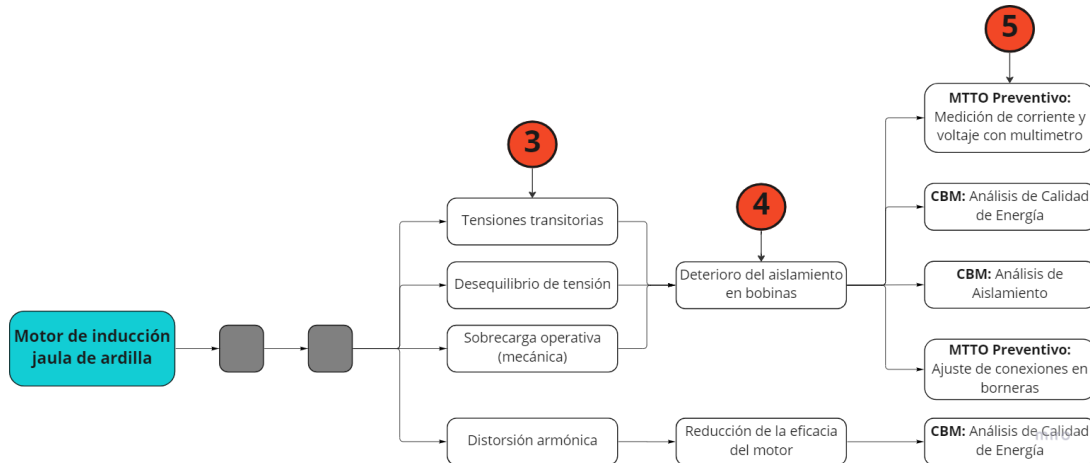 5
MTTO Preventivo:
Medición de corriente y
voltaje con multimetro
3
4
CBM: Análisis de Calidad
de Energía
Tensiones transitorias
Desequilibrio de tensión
Deterioro del aislamiento
en bobinas
CBM: Análisis de
Aislamiento
Motor de inducción
jaula de ardilla
Sobrecarga operativa
(mecánica)
MTTO Preventivo:
Ajuste de conexiones en
borneras
Distorsión armónica
Reducción de la eficacia
del motor
CBM: Análisis de Calidad
de Energía
miro